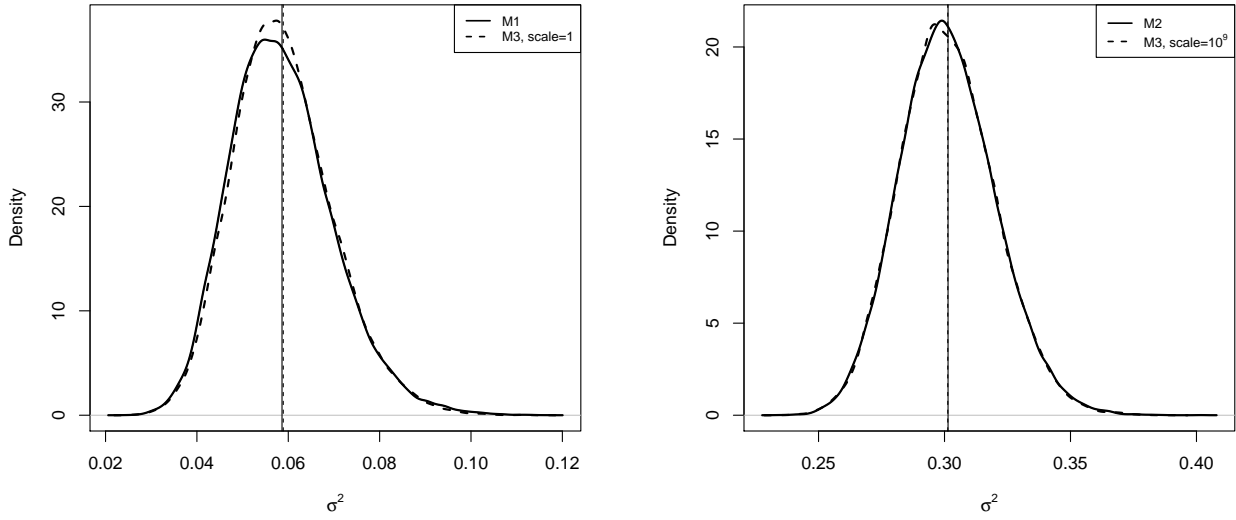 M1
M3, scale=1
Density
0
10
20
30
0.02 0.04 0.06 0.08 0.10 0.12
σ²
M2
M3, scale=10⁹
Density
0
5
10
15
20
0.25 0.30 0.35 0.40
σ²